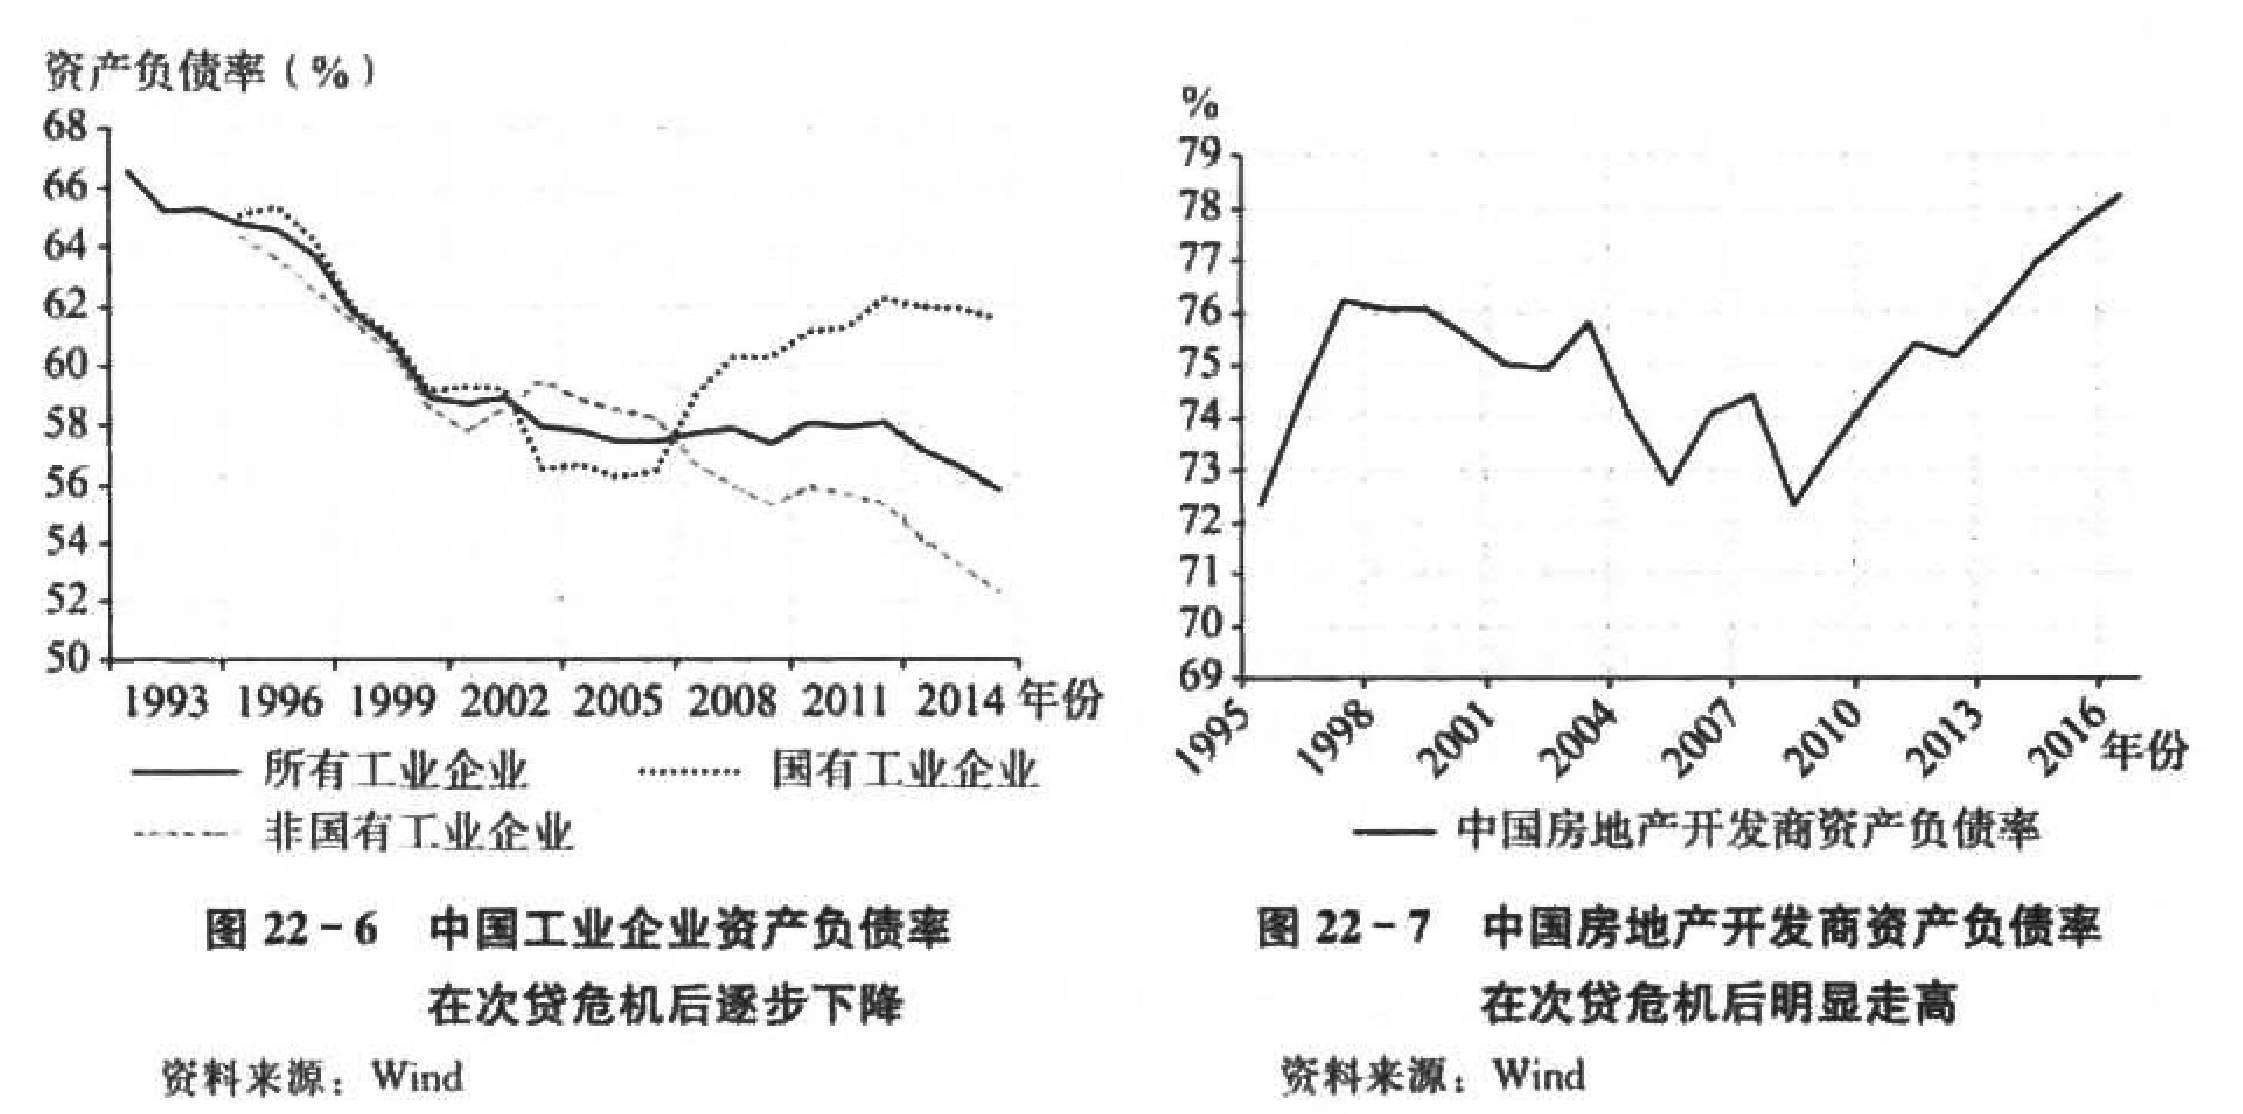 资产负债率（%）
68
66
64
62
60
58
56
54
52
50
1993 1996 1999 2002 2005 2008 2011 2014 年份
所有工业企业 国有工业企业
非国有工业企业
图 22-6 中国工业企业资产负债率
在次贷危机后逐步下降
资料来源：Wind
%
79
78
77
76
75
74
73
72
71
70
69
1995 1998 2001 2004 2007 2010 2013 2016 年份
中国房地产开发商资产负债率
图 22-7 中国房地产开发商资产负债率
在次贷危机后明显走高
资料来源：Wind